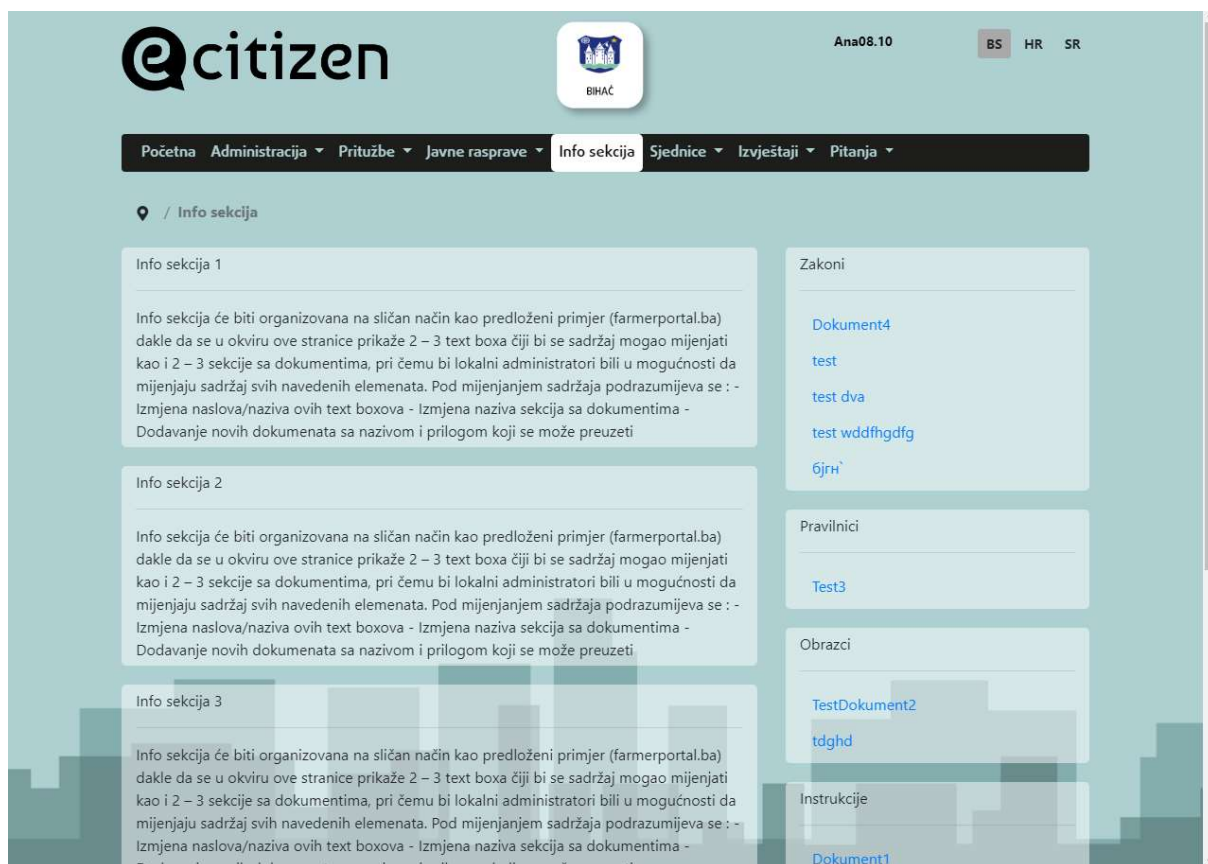 ecitizen
BIHAĆ
Ana08.10
BS HR SR
Početna Administracija Pritužbe Javne rasprave Info sekcija Sjednice Izvještaji Pitanja
/ Info sekcija
Info sekcija 1
Info sekcija će biti organizovana na sličan način kao predloženi primjer (farmerportal.ba)
dakle da se u okviru ove stranice prikaže 2 – 3 text boxa čiji bi se sadržaj mogao mijenjati
kao i 2 – 3 sekcije sa dokumentima, pri čemu bi lokalni administratori bili u mogućnosti da
mijenjaju sadržaj svih navedenih elemenata. Pod mijenjanjem sadržaja podrazumijeva se : -
Izmjena naslova/naziva ovih text boxova - Izmjena naziva sekcija sa dokumentima -
Dodavanje novih dokumenata sa nazivom i prilogom koji se može preuzeti
Info sekcija 2
Info sekcija će biti organizovana na sličan način kao predloženi primjer (farmerportal.ba)
dakle da se u okviru ove stranice prikaže 2 – 3 text boxa čiji bi se sadržaj mogao mijenjati
kao i 2 – 3 sekcije sa dokumentima, pri čemu bi lokalni administratori bili u mogućnosti da
mijenjaju sadržaj svih navedenih elemenata. Pod mijenjanjem sadržaja podrazumijeva se : -
Izmjena naslova/naziva ovih text boxova - Izmjena naziva sekcija sa dokumentima -
Dodavanje novih dokumenata sa nazivom i prilogom koji se može preuzeti
Info sekcija 3
Info sekcija će biti organizovana na sličan način kao predloženi primjer (farmerportal.ba)
dakle da se u okviru ove stranice prikaže 2 – 3 text boxa čiji bi se sadržaj mogao mijenjati
kao i 2 – 3 sekcije sa dokumentima, pri čemu bi lokalni administratori bili u mogućnosti da
mijenjaju sadržaj svih navedenih elemenata. Pod mijenjanjem sadržaja podrazumijeva se : -
Izmjena naslova/naziva ovih text boxova - Izmjena naziva sekcija sa dokumentima -
Zakoni
Dokument4
test
test dva
test wddfhgdfg
бјгн`
Pravilnici
Test3
Obrazci
TestDokument2
tdghd
Instrukcije
Dokument1